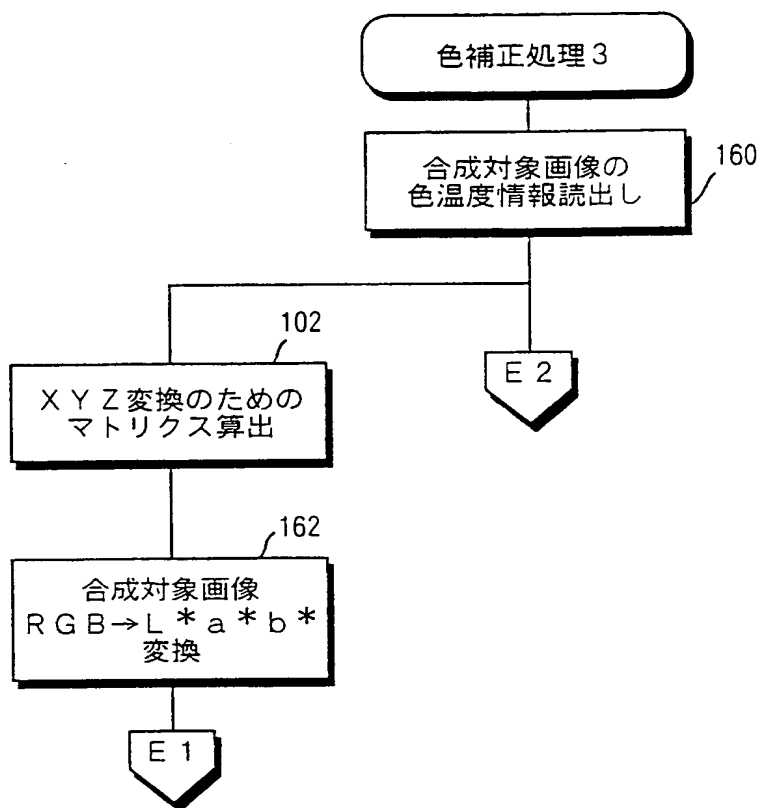 色補正処理3
合成対象画像の
色温度情報読出し
160
102
XYZ変換のための
マトリクス算出
E2
162
合成対象画像
RGB→L*a*b*
変換
E1